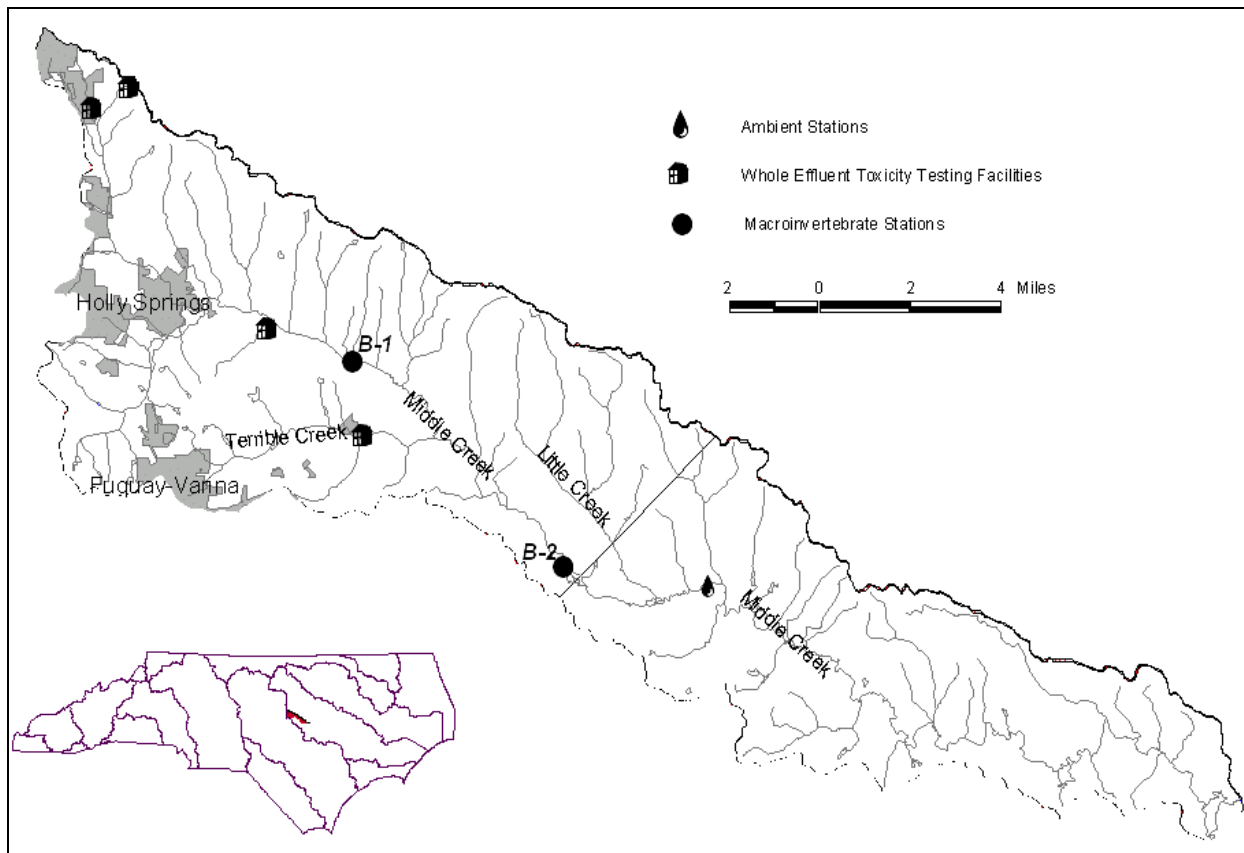 Ambient Stations
Whole Effluent Toxicity Testing Facilities
Macroinvertebrate Stations
2 0 2 4 Miles
Holly Springs
B-1
Terrible Creek
Middle Creek
Little Creek
Fuquay-Varina
B-2
Middle Creek